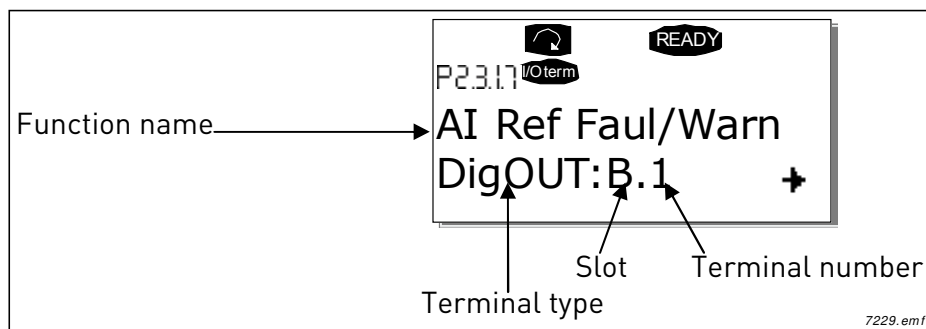 READY
P2.3.1.7 I/Oterm
Function name
AI Ref Faul/Warn
DigOUT:B.1
Slot Terminal number
Terminal type
7229.emf